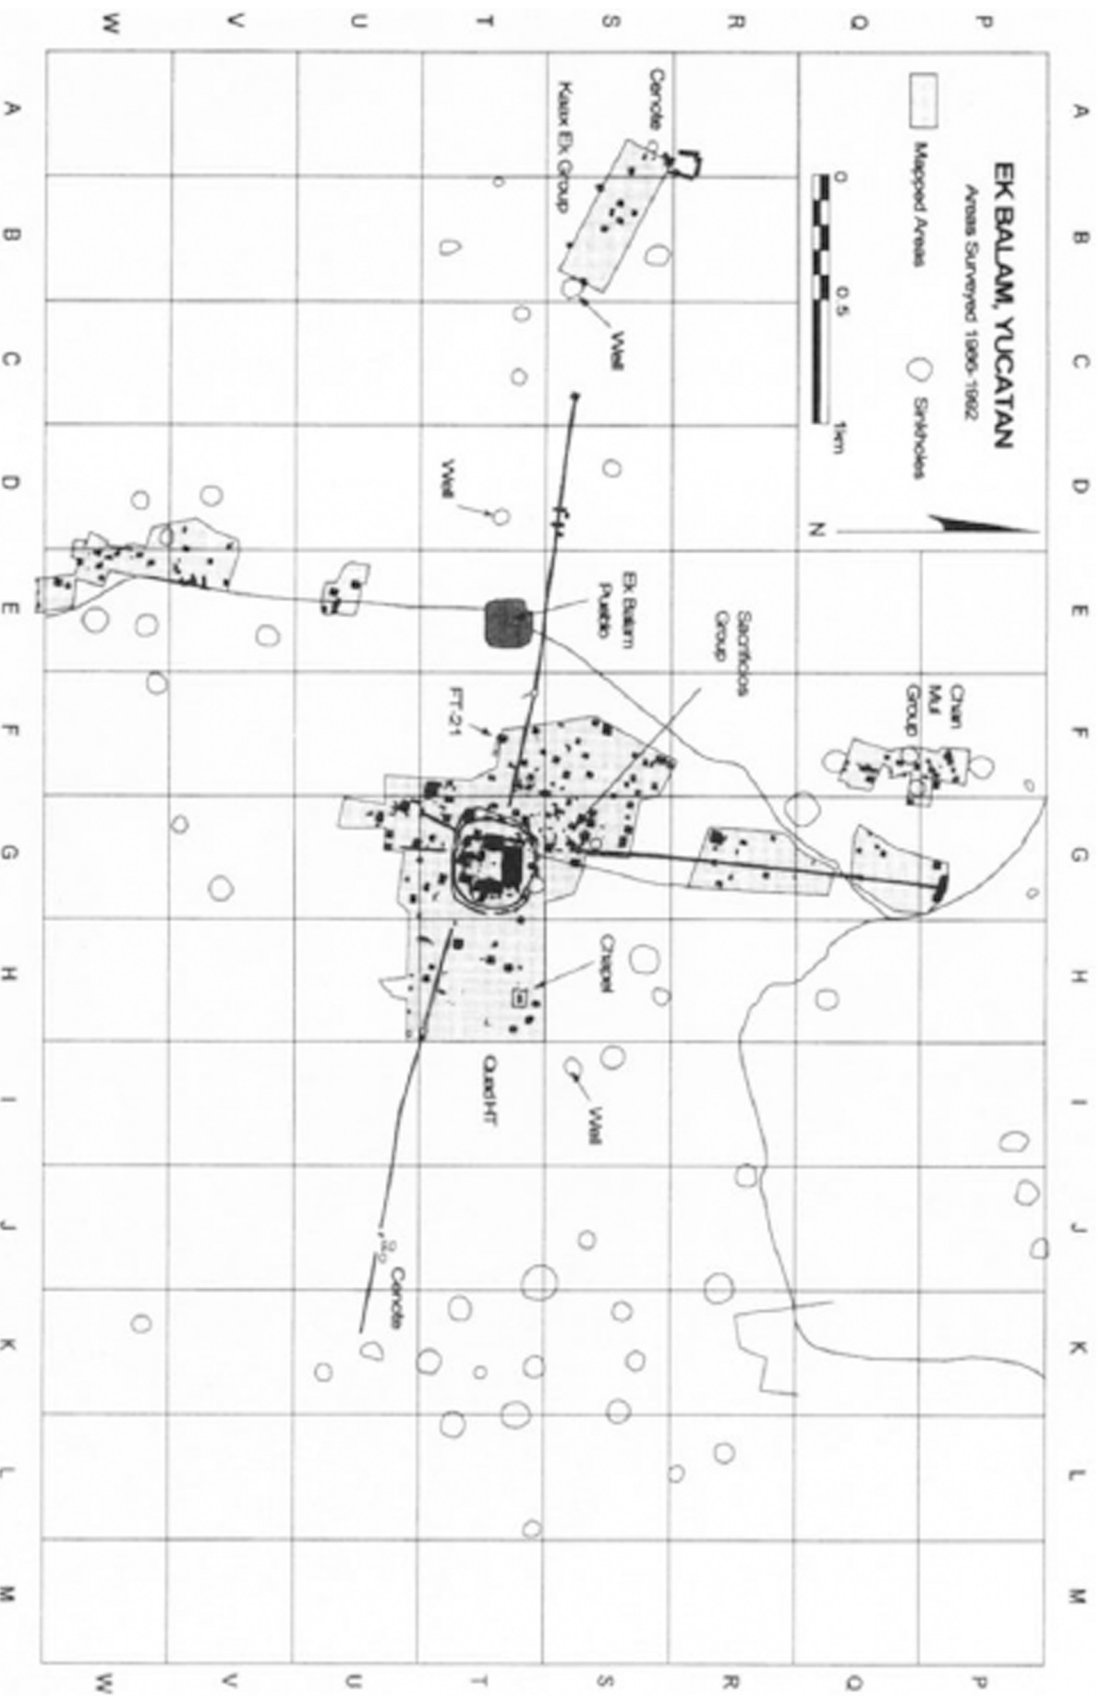 EK BALAM, YUCATAN
Areas Surveyed 1986-1992
0 0.5 1km
Mapped Areas
Sinkholes
N
A B C D E F G H I J K L M
P
Q
R
S
T
U
V
W
Cenote
Kaax Ek Group
Well
Well
Ek Balam
Pueblo
Sacrificios
Group
Chan
Mul
Group
FT-21
Chapel
Quad HT
Well
Cenote
P
Q
R
S
T
U
V
W
A B C D E F G H I J K L M